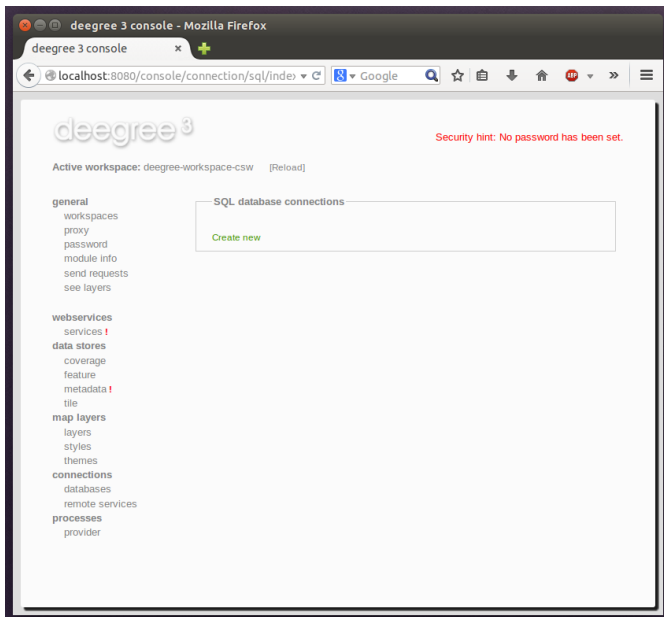 deegree 3 console - Mozilla Firefox
deegree 3 console
localhost:8080/console/connection/sql/index
Google
ABP
deegree 3
Security hint: No password has been set.
Active workspace: deegree-workspace-csw [Reload]
general
workspaces
proxy
password
module info
send requests
see layers
SQL database connections
Create new
webservices
services !
data stores
coverage
feature
metadata !
tile
map layers
layers
styles
themes
connections
databases
remote services
processes
provider